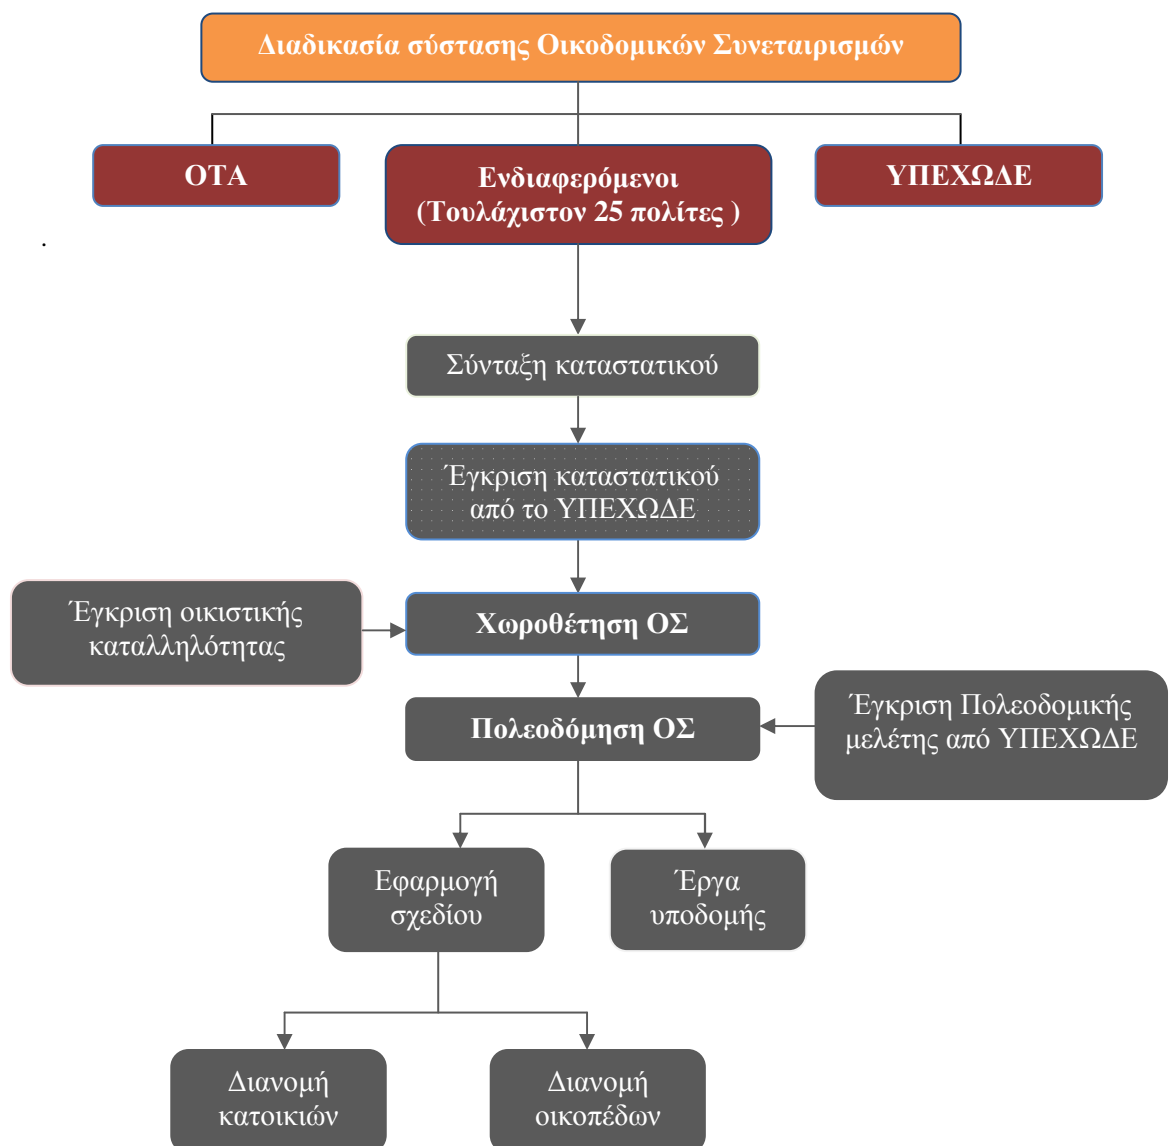 Διαδικασία σύστασης Οικοδομικών Συνεταιρισμών
ΟΤΑ
Ενδιαφερόμενοι
(Τουλάχιστον 25 πολίτες )
ΥΠΕΧΩΔΕ
.
Σύνταξη καταστατικού
Έγκριση καταστατικού
από το ΥΠΕΧΩΔΕ
Έγκριση οικιστικής
καταλληλότητας
Χωροθέτηση ΟΣ
Πολεοδόμηση ΟΣ
Έγκριση Πολεοδομικής
μελέτης από ΥΠΕΧΩΔΕ
Εφαρμογή
σχεδίου
Έργα
υποδομής
Διανομή
κατοικιών
Διανομή
οικοπέδων